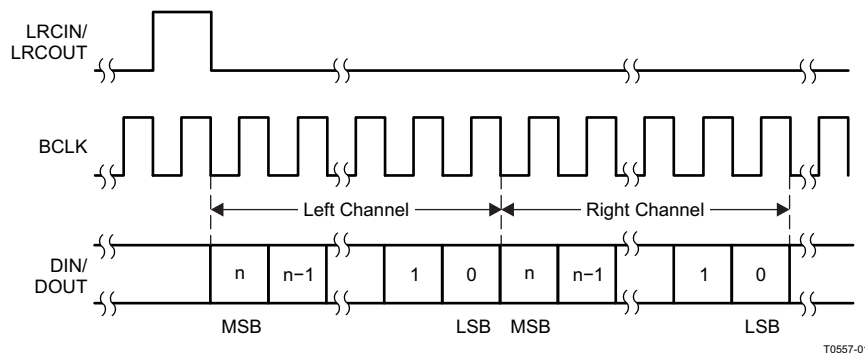 LRCIN/
LRCOUT
BCLK
Left Channel Right Channel
DIN/
DOUT
n n−1 1 0 n n−1 1 0
MSB LSB MSB LSB
T0557-01